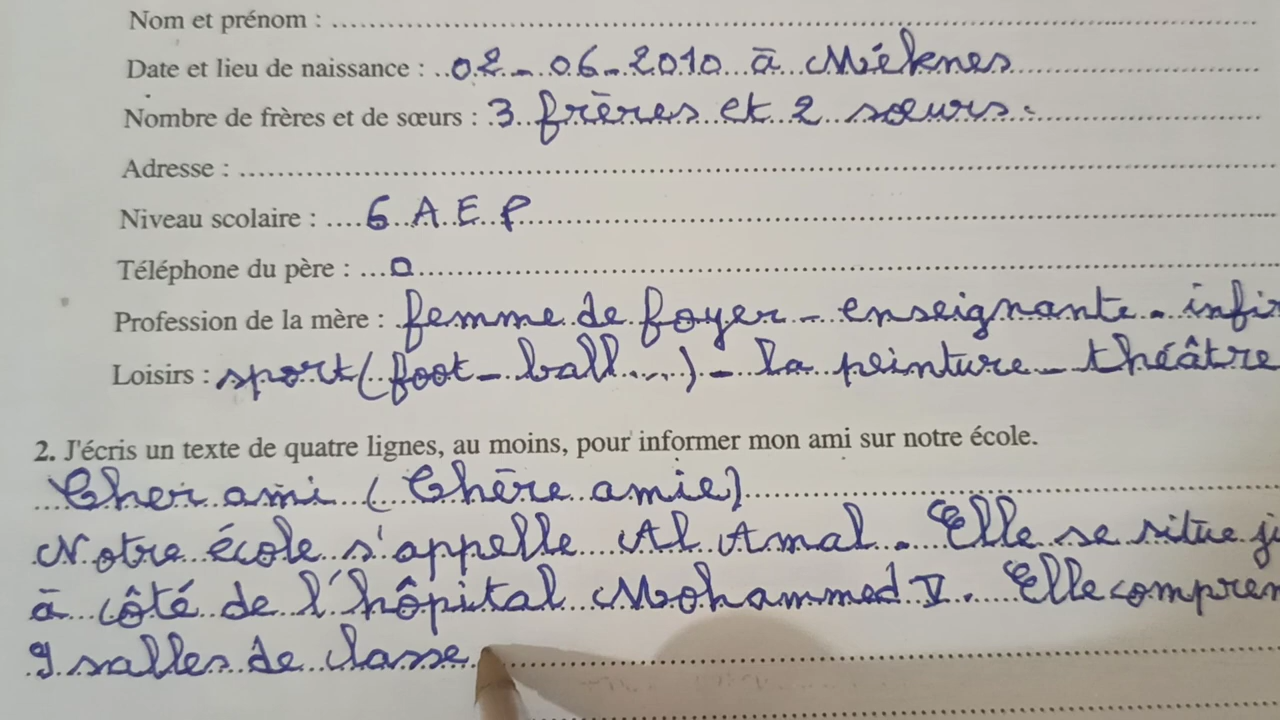 Nom et prénom : ........................................
Date et lieu de naissance : 02-06-2010 à Méknes
Nombre de frères et de sœurs : 3 frères et 2 sœurs.
Adresse : ........................................
Niveau scolaire : 6 A.E.P
Téléphone du père : 0
Profession de la mère : femme de foyer - enseignante - infi
Loisirs : sport (foot-ball....) - la peinture - théâtre
2. J'écris un texte de quatre lignes, au moins, pour informer mon ami sur notre école.
Cher ami (Chère amie)
Notre école s'appelle Al Amal. Elle se situe j
à côté de l'hôpital Mohammed V. Elle compren
9 salles de classe